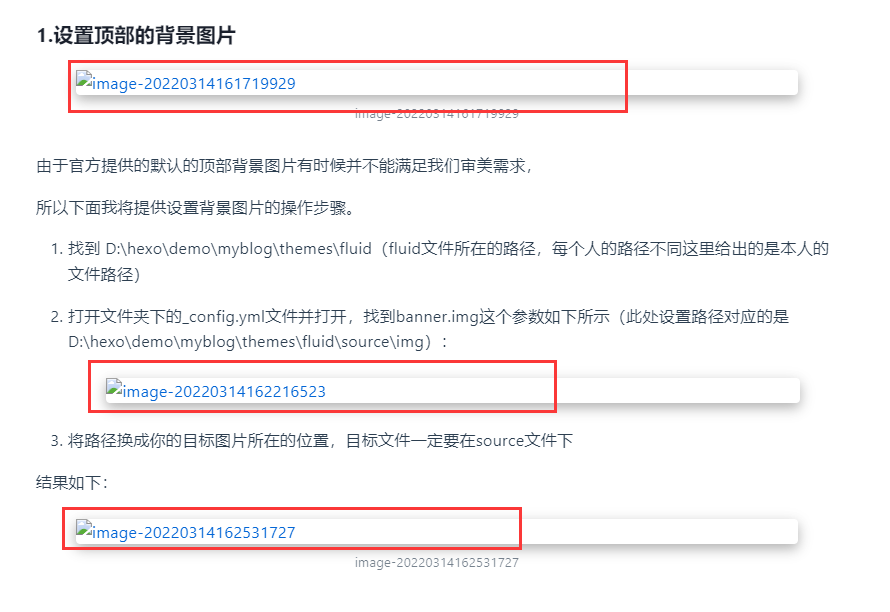 1.设置顶部的背景图片
image-20220314161719929
image-20220314161719929
由于官方提供的默认的顶部背景图片有时候并不能满足我们审美需求，
所以下面我将提供设置背景图片的操作步骤。
1. 找到 D:\hexo\demo\myblog\themes\fluid（fluid文件所在的路径，每个人的路径不同这里给出的是本人的
文件路径）
2. 打开文件夹下的_config.yml文件并打开，找到banner.img这个参数如下所示（此处设置路径对应的是
D:\hexo\demo\myblog\themes\fluid\source\img）：
image-20220314162216523
3. 将路径换成你的目标图片所在的位置，目标文件一定要在source文件下
结果如下：
image-20220314162531727
image-20220314162531727